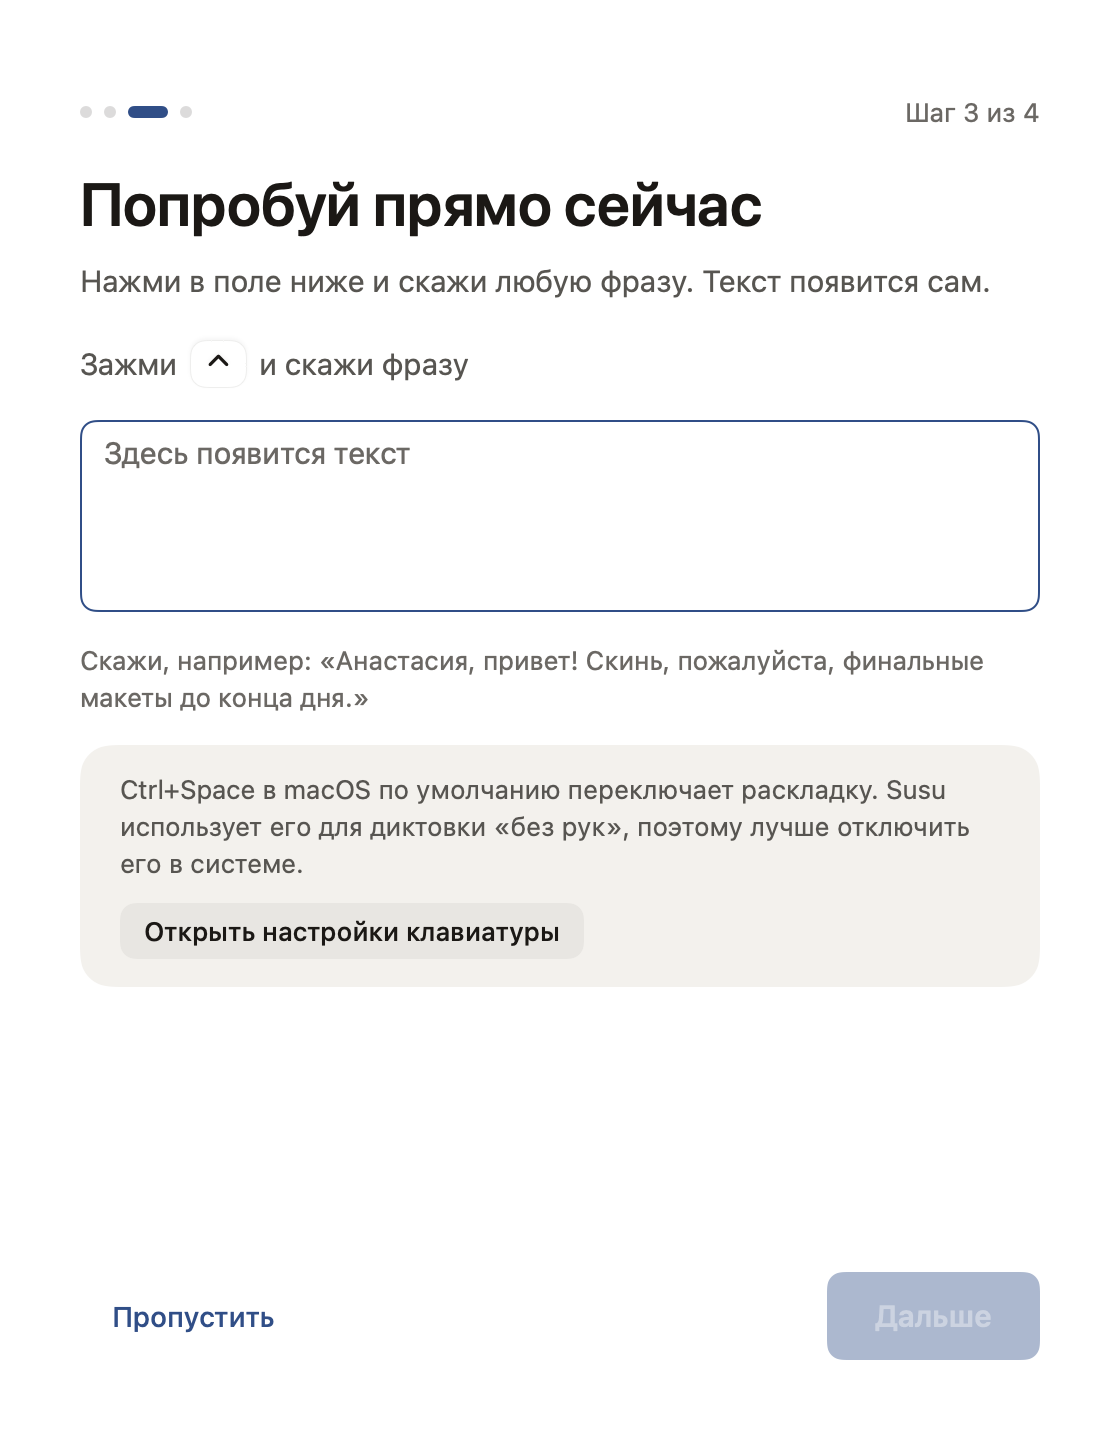 Шаг 3 из 4
Попробуй прямо сейчас
Нажми в поле ниже и скажи любую фразу. Текст появится сам.
Зажми ⌃ и скажи фразу
Здесь появится текст
Скажи, например: «Анастасия, привет! Скинь, пожалуйста, финальные
макеты до конца дня.»
Ctrl+Space в macOS по умолчанию переключает раскладку. Susu
использует его для диктовки «без рук», поэтому лучше отключить
его в системе.
Открыть настройки клавиатуры
Пропустить
Дальше